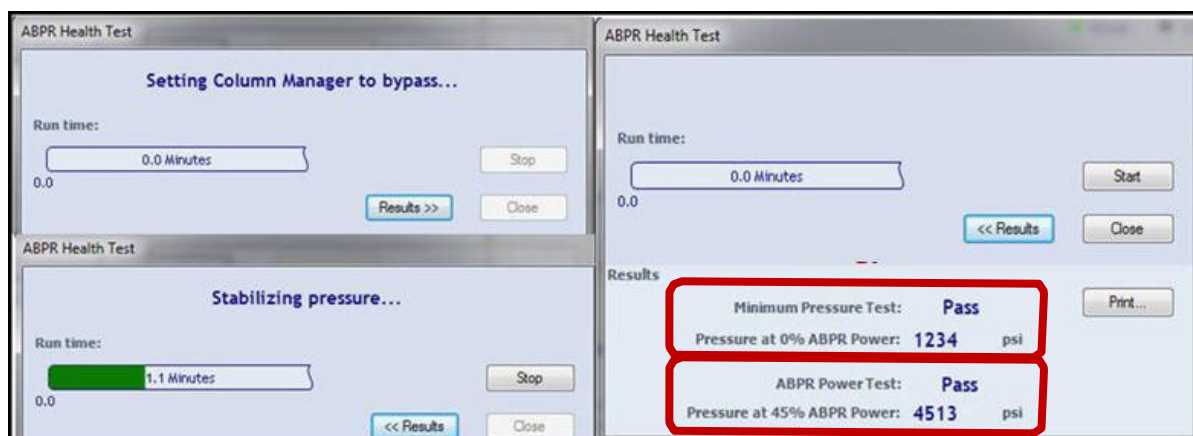 ABPR Health Test
Setting Column Manager to bypass...
Run time:
0.0 Minutes
Stop
0.0
Results >>
Close
ABPR Health Test
Stabilizing pressure...
Run time:
1.1 Minutes
Stop
0.0
<< Results
Close
ABPR Health Test
Run time:
0.0 Minutes
Start
0.0
<< Results
Close
Results
Minimum Pressure Test: Pass
Print...
Pressure at 0% ABPR Power: 1234 psi
ABPR Power Test: Pass
Pressure at 45% ABPR Power: 4513 psi